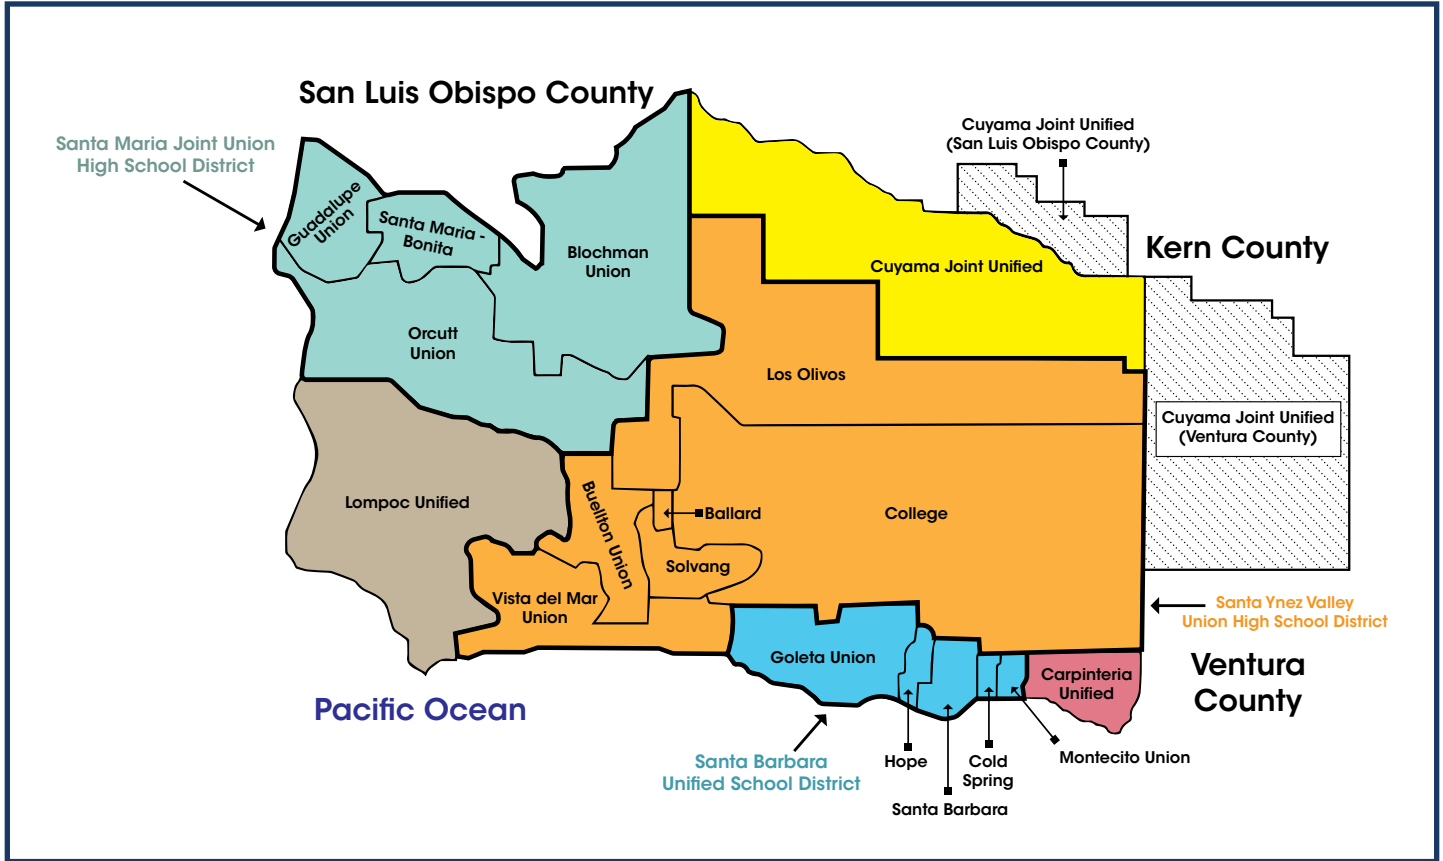 San Luis Obispo County
Santa Maria Joint Union
High School District
Cuyama Joint Unified
(San Luis Obispo County)
Guadalupe
Union
Santa Maria -
Bonita
Blochman
Union
Kern County
Cuyama Joint Unified
Orcutt
Union
Los Olivos
Cuyama Joint Unified
(Ventura County)
Lompoc Unified
Buellton Union
Ballard
College
Solvang
Vista del Mar
Union
Santa Ynez Valley
Union High School District
Goleta Union
Carpinteria
Unified
Ventura
County
Pacific Ocean
Santa Barbara
Unified School District
Hope
Cold
Spring
Montecito Union
Santa Barbara